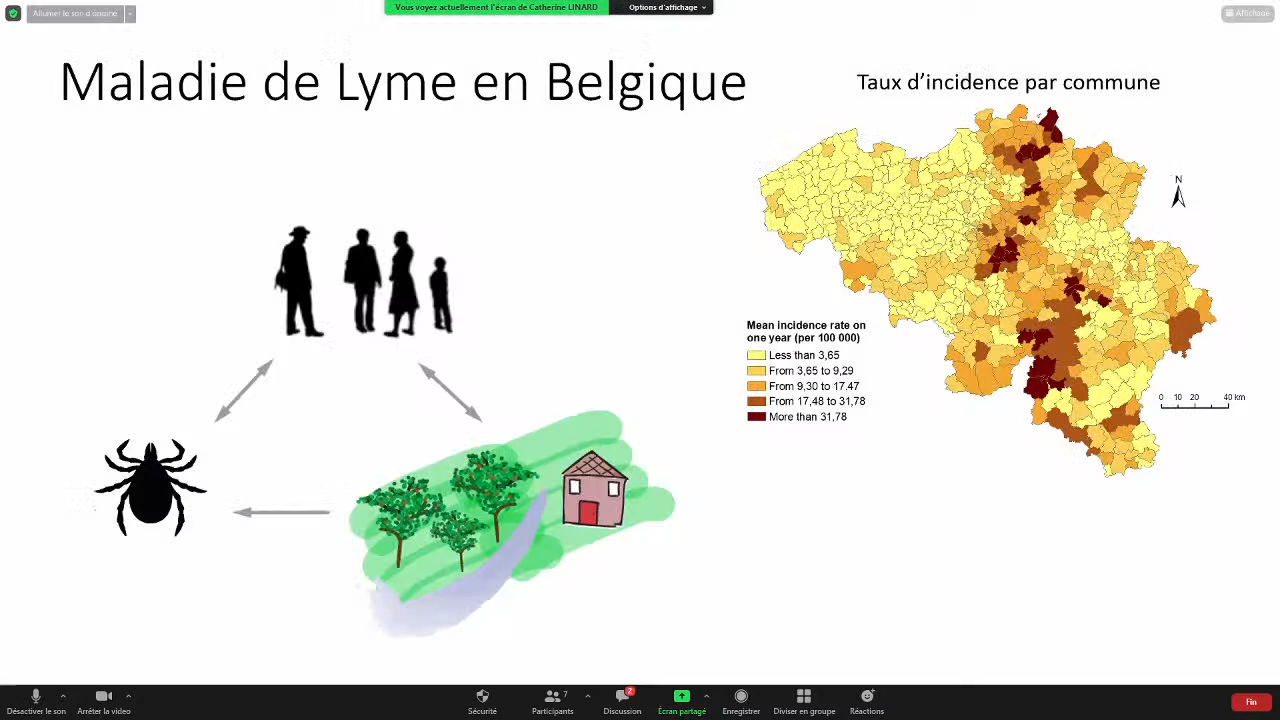 Allumer le son d'origine
Vous voyez actuellement l'écran de Catherine LINARD
Options d'affichage
Affichage
Maladie de Lyme en Belgique
Taux d'incidence par commune
N
Mean incidence rate on
one year (per 100 000)
Less than 3,65
From 3,65 to 9,29
From 9,30 to 17.47
From 17,48 to 31,78
More than 31,78
0 10 20 40 km
Désactiver le son
Arrêter la vidéo
Sécurité
7
Participants
2
Discussion
Écran partagé
Enregistrer
Diviser en groupe
Réactions
Fin